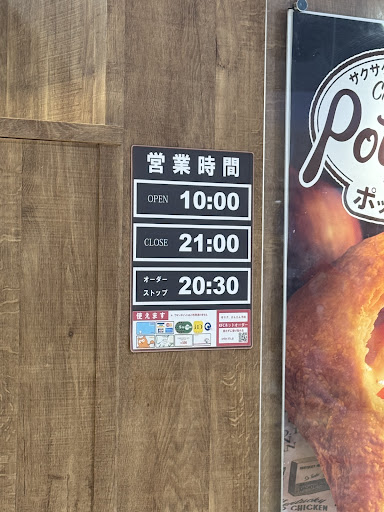 営業時間
OPEN 10:00
CLOSE 21:00
オーダー
ストップ 20:30
使えます
サクサク
Po
ポッ
CHICKEN